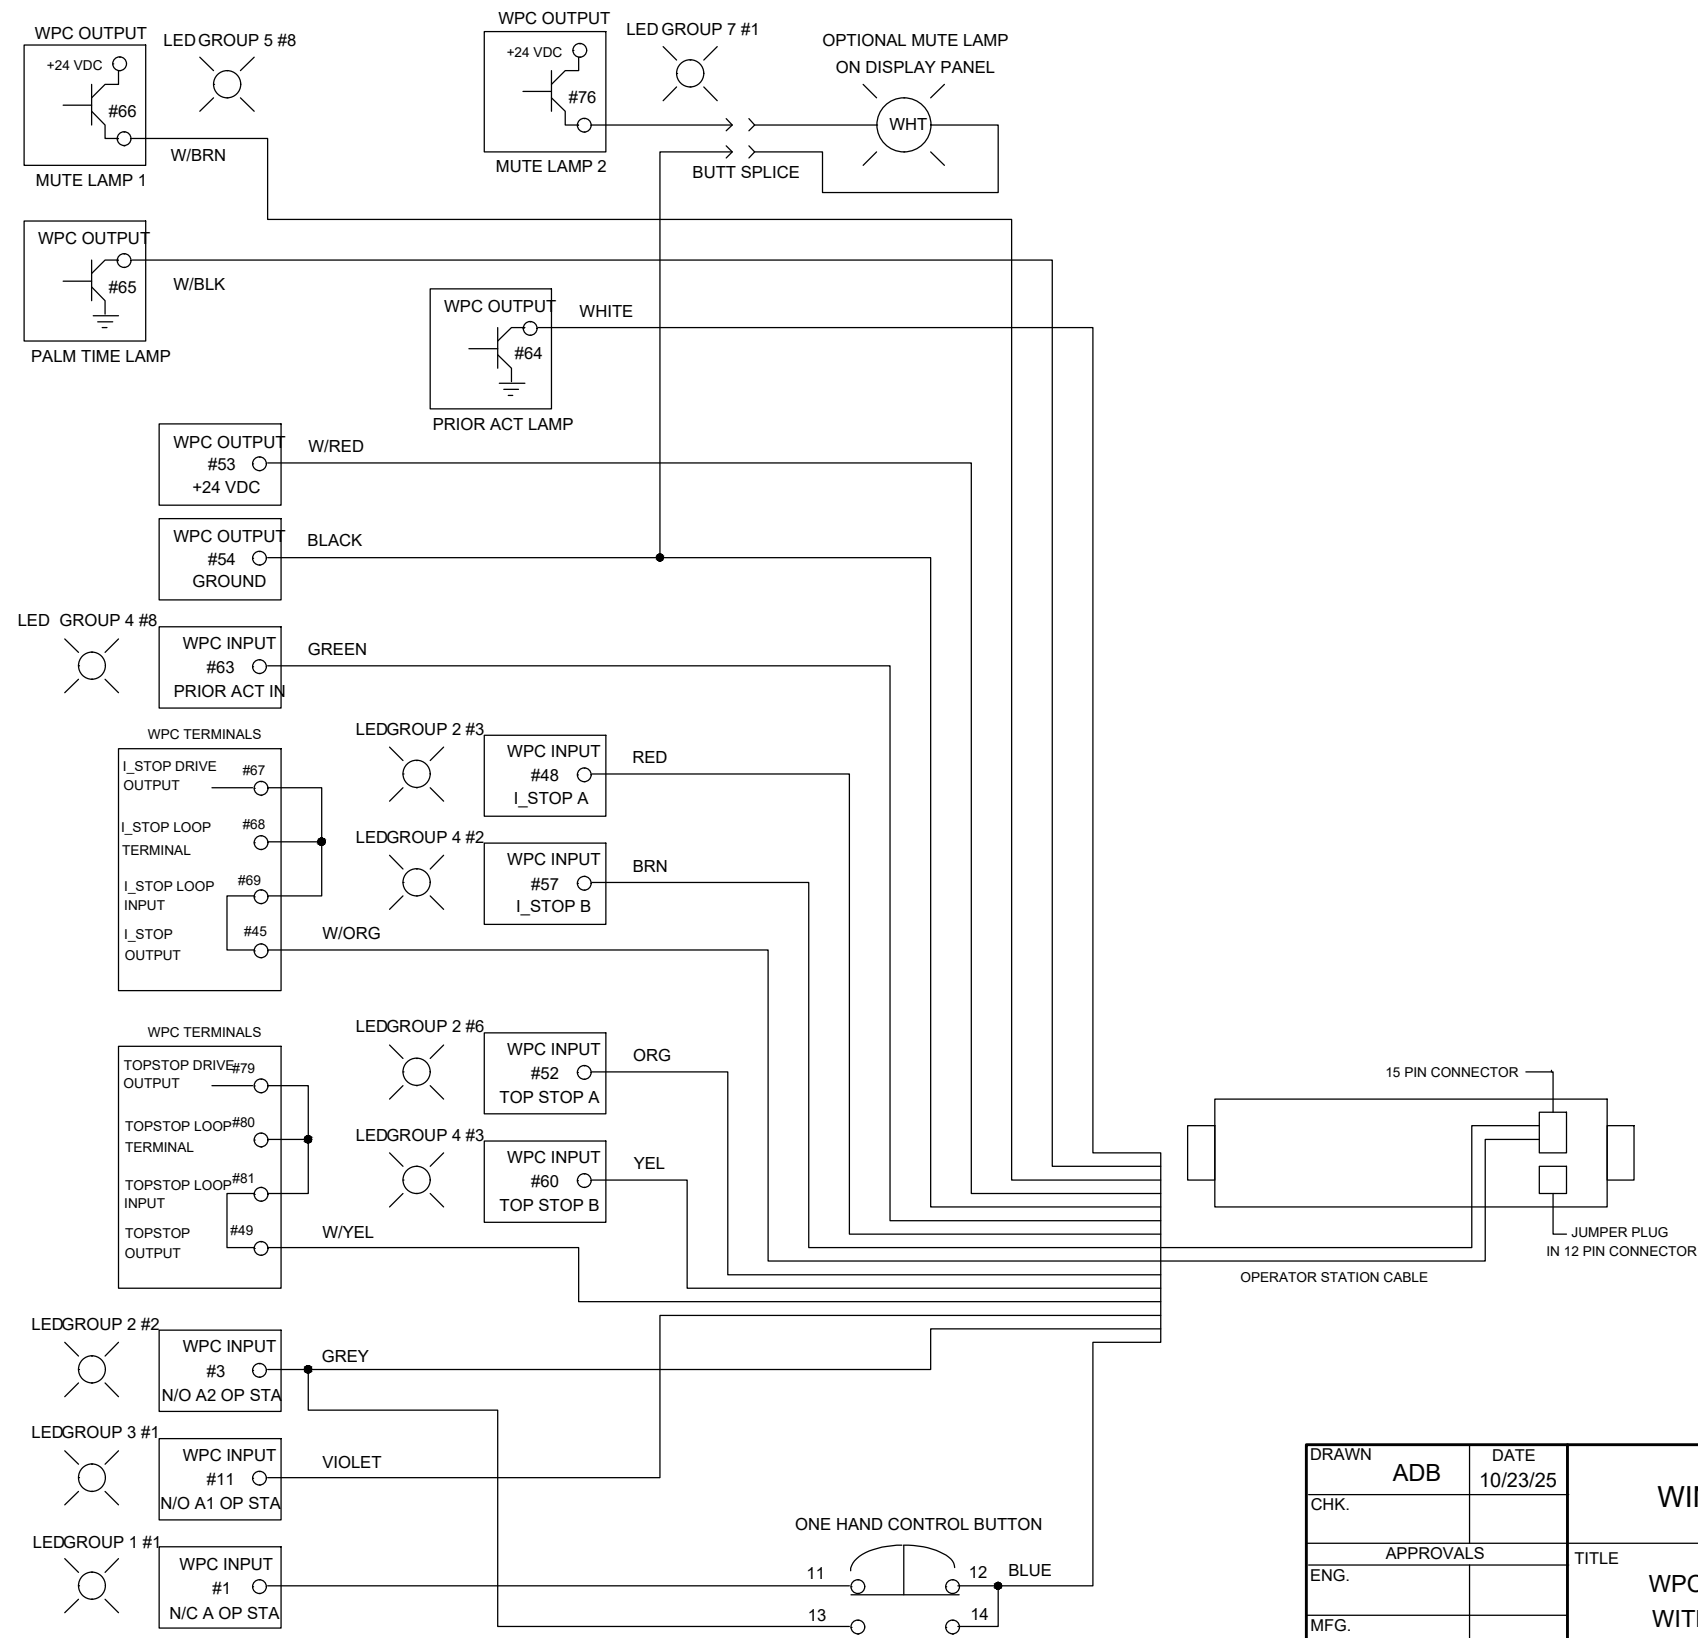 WPC OUTPUT
LED GROUP 5 #8
+24 VDC
#66
W/BRN
MUTE LAMP 1
WPC OUTPUT
LED GROUP 7 #1
+24 VDC
#76
MUTE LAMP 2
OPTIONAL MUTE LAMP
ON DISPLAY PANEL
WHT
BUTT SPLICE
WPC OUTPUT
#65
W/BLK
PALM TIME LAMP
WPC OUTPUT
WHITE
#64
PRIOR ACT LAMP
WPC OUTPUT
W/RED
#53
+24 VDC
WPC OUTPUT
BLACK
#54
GROUND
LED GROUP 4 #8
WPC INPUT
GREEN
#63
PRIOR ACT IN
WPC TERMINALS
I_STOP DRIVE
OUTPUT
#67
I_STOP LOOP
TERMINAL
#68
I_STOP LOOP
INPUT
#69
I_STOP
OUTPUT
#45
W/ORG
LEDGROUP 2 #3
WPC INPUT
RED
#48
I_STOP A
LEDGROUP 4 #2
WPC INPUT
BRN
#57
I_STOP B
WPC TERMINALS
TOPSTOP DRIVE
OUTPUT
#79
TOPSTOP LOOP
TERMINAL
#80
TOPSTOP LOOP
INPUT
#81
TOPSTOP
OUTPUT
#49
W/YEL
LEDGROUP 2 #6
WPC INPUT
ORG
#52
TOP STOP A
LEDGROUP 4 #3
WPC INPUT
YEL
#60
TOP STOP B
15 PIN CONNECTOR
JUMPER PLUG
IN 12 PIN CONNECTOR
OPERATOR STATION CABLE
LEDGROUP 2 #2
WPC INPUT
GREY
#3
N/O A2 OP STA
LEDGROUP 3 #1
WPC INPUT
VIOLET
#11
N/O A1 OP STA
LEDGROUP 1 #1
WPC INPUT
#1
N/C A OP STA
ONE HAND CONTROL BUTTON
11
12
BLUE
13
14
DRAWN
ADB
DATE
10/23/25
WI
CHK.
APPROVALS
TITLE
ENG.
WPC
WIT
MFG.